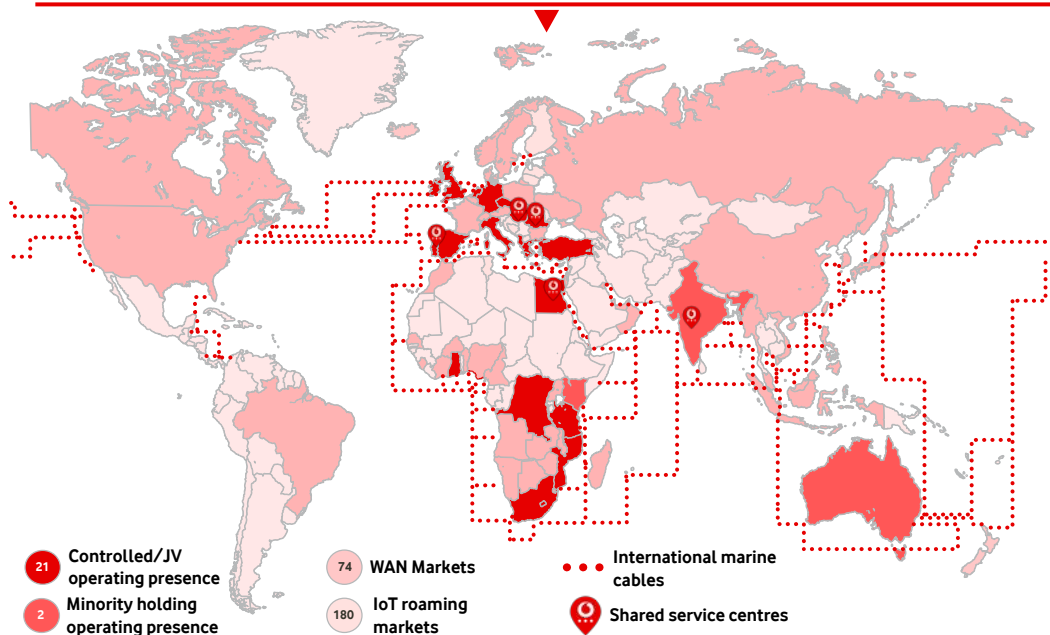 21
Controlled/JV
operating presence
2
Minority holding
operating presence
74
WAN Markets
180
IoT roaming
markets
International marine
cables
Shared service centres